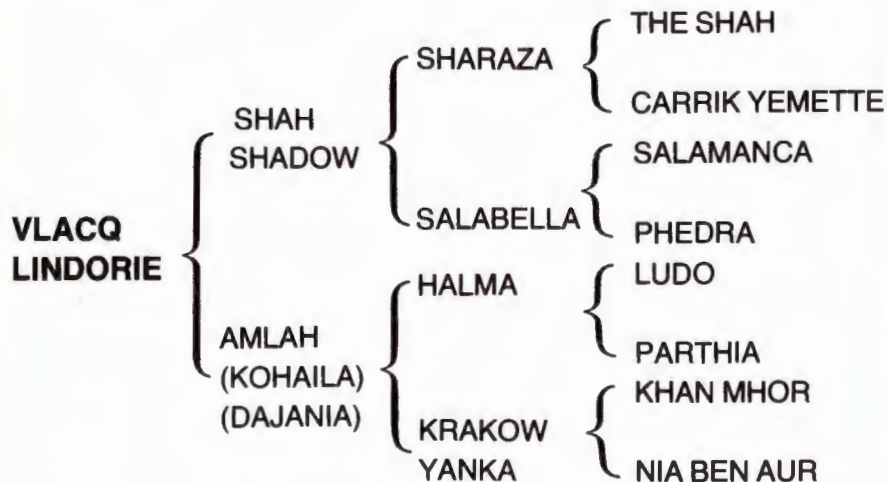 VLACQ
LINDORIE
SHAH
SHADOW
AMLAH
(KOHAILA)
(DAJANIA)
SHARAZA
SALABELLA
HALMA
KRAKOW
YANKA
THE SHAH
CARRIK YEMETTE
SALAMANCA
PHEDRA
LUDO
PARTHIA
KHAN MHOR
NIA BEN AUR